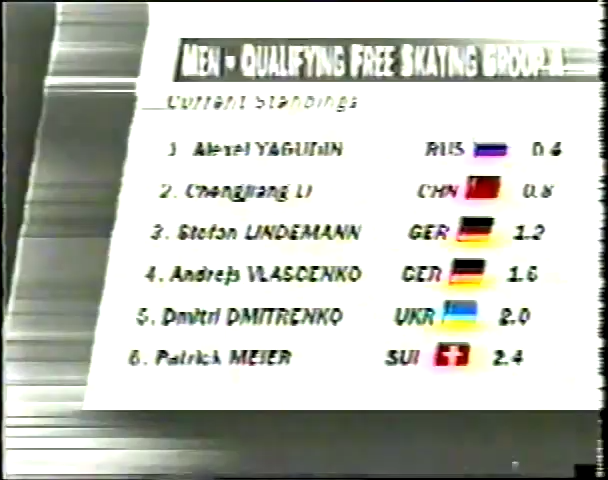 MEN - QUALIFYING FREE SKATING GROUP
Current Standings
1. Alexei YAGUDIN RUS 0.4
2. Chengjiang LI CHN 0.8
3. Stefan LINDEMANN GER 1.2
4. Andrejs VLASCENKO GER 1.6
5. Dmitri DMITRENKO UKR 2.0
6. Patrick MEIER SUI 2.4